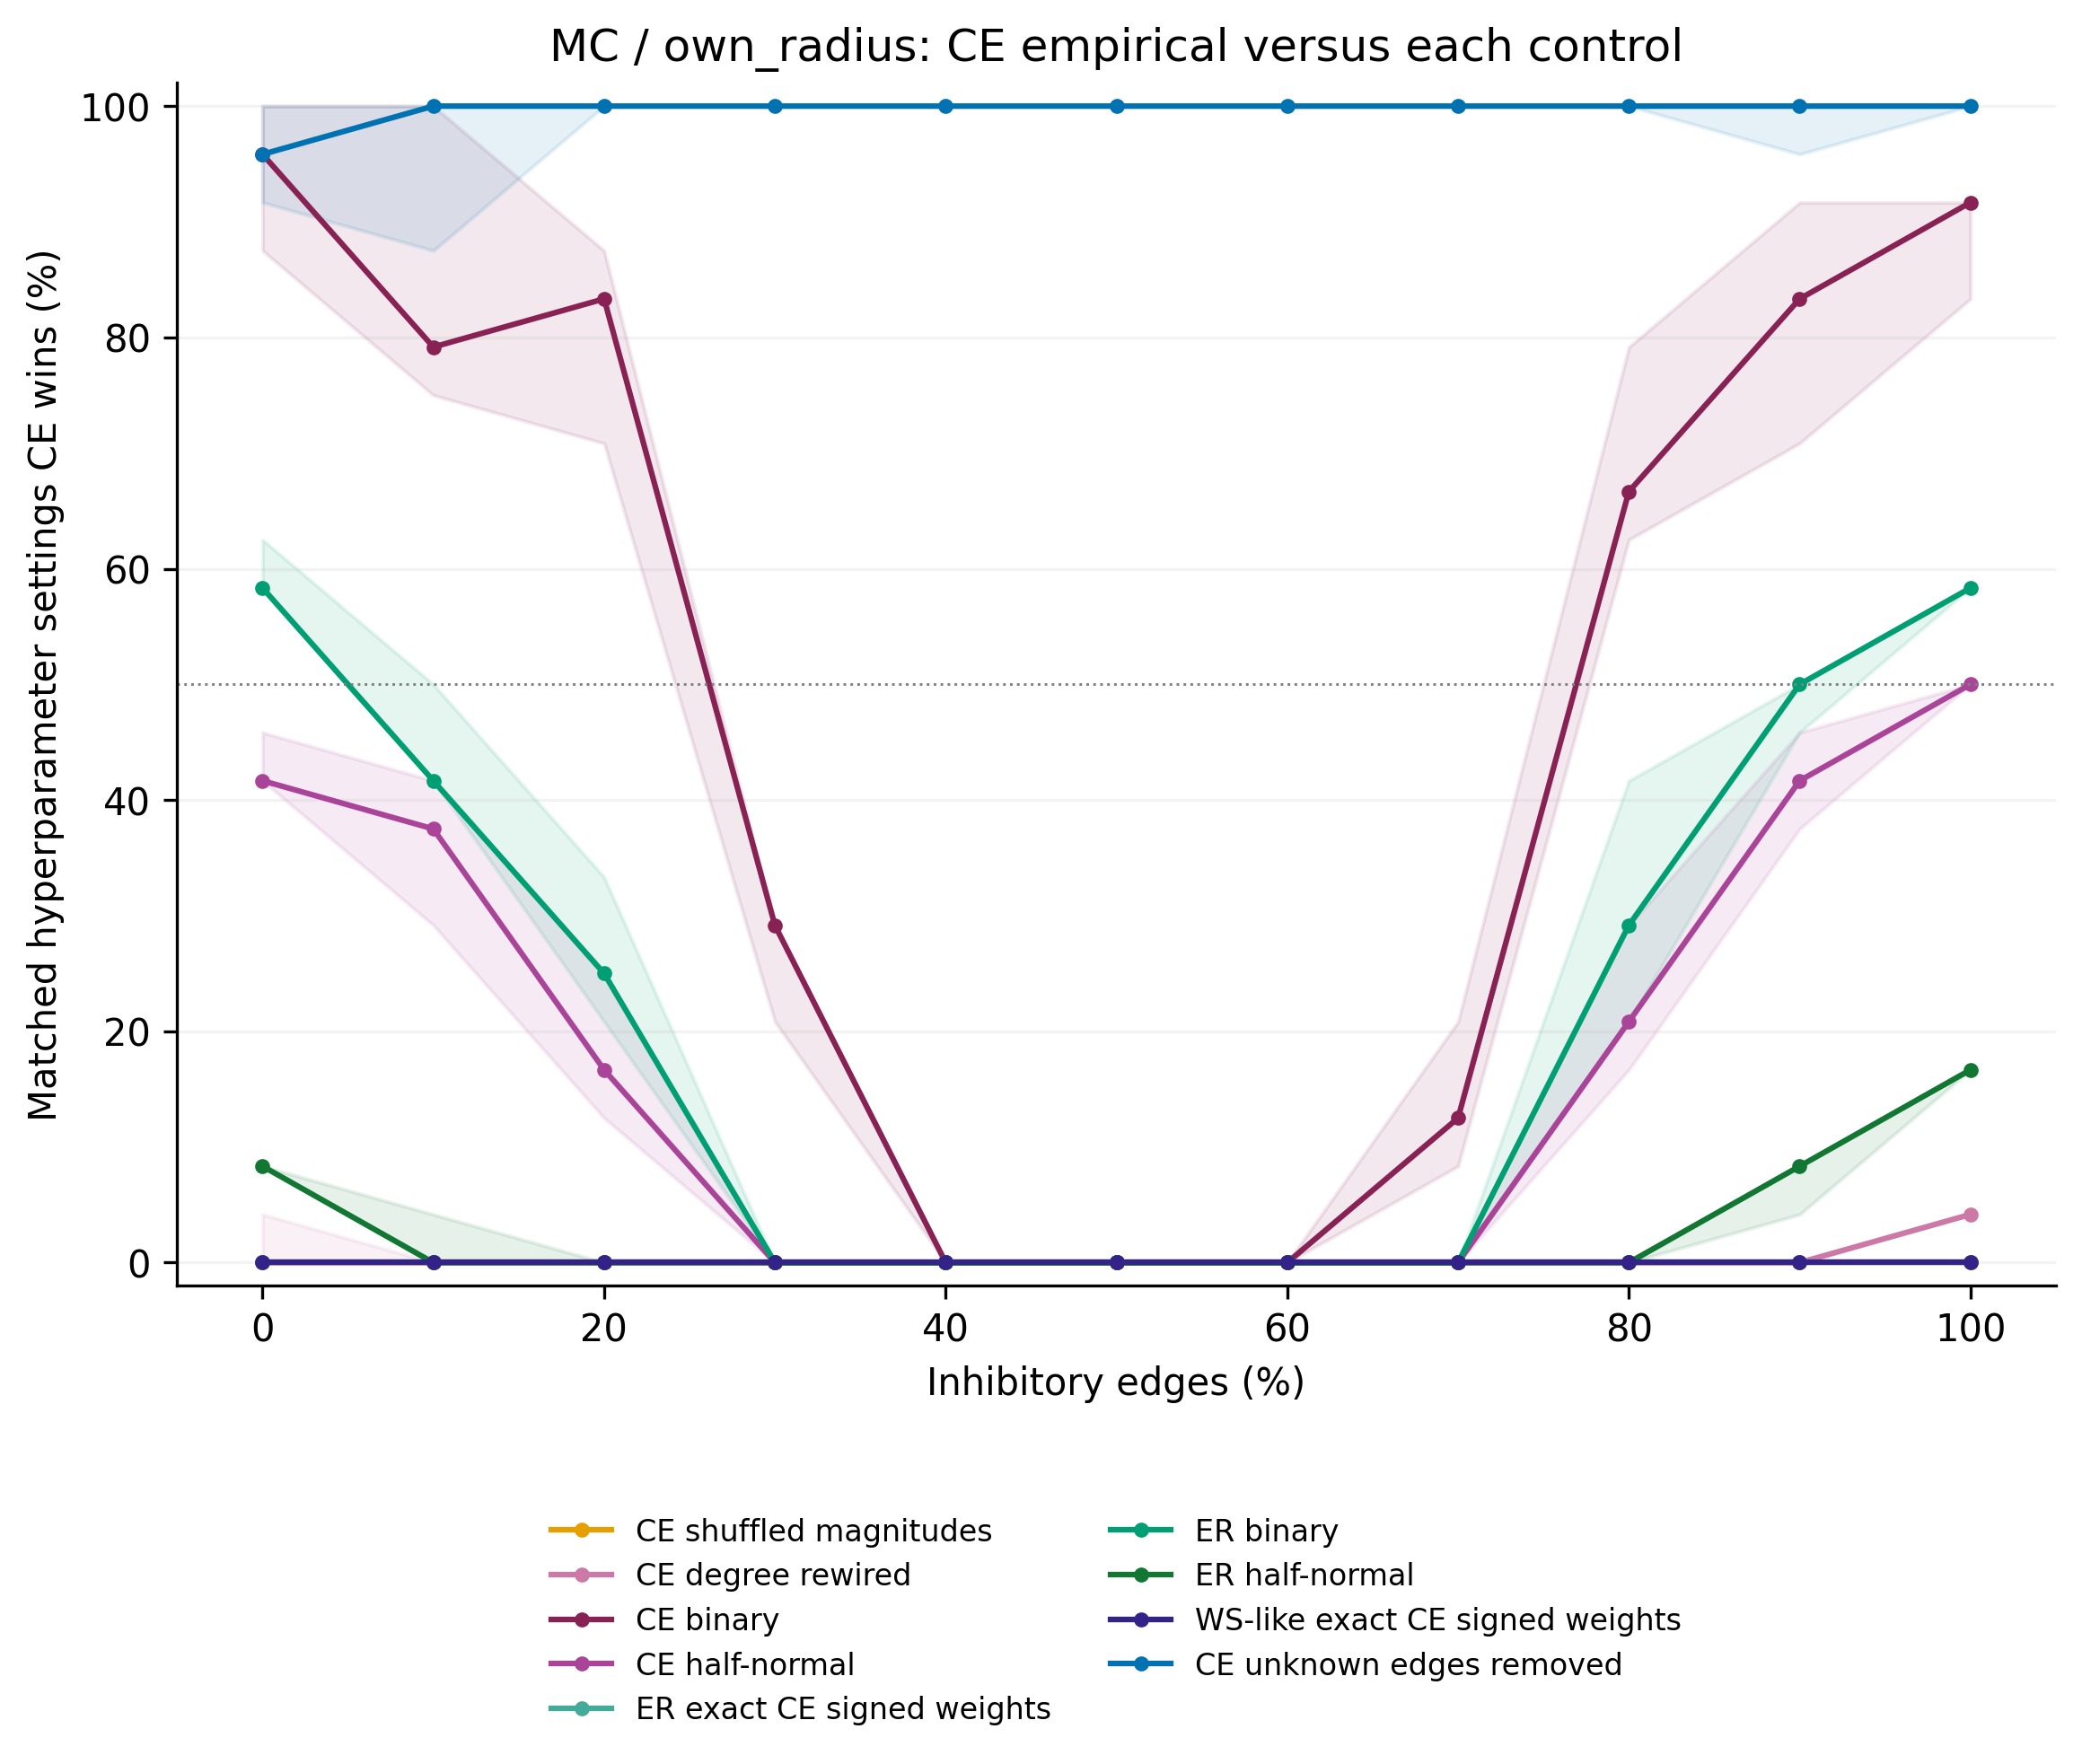 MC / own_radius: CE empirical versus each control
Matched hyperparameter settings CE wins (%)
100
80
60
40
20
0
0 20 40 60 80 100
Inhibitory edges (%)
CE shuffled magnitudes
CE degree rewired
CE binary
CE half-normal
ER exact CE signed weights
ER binary
ER half-normal
WS-like exact CE signed weights
CE unknown edges removed